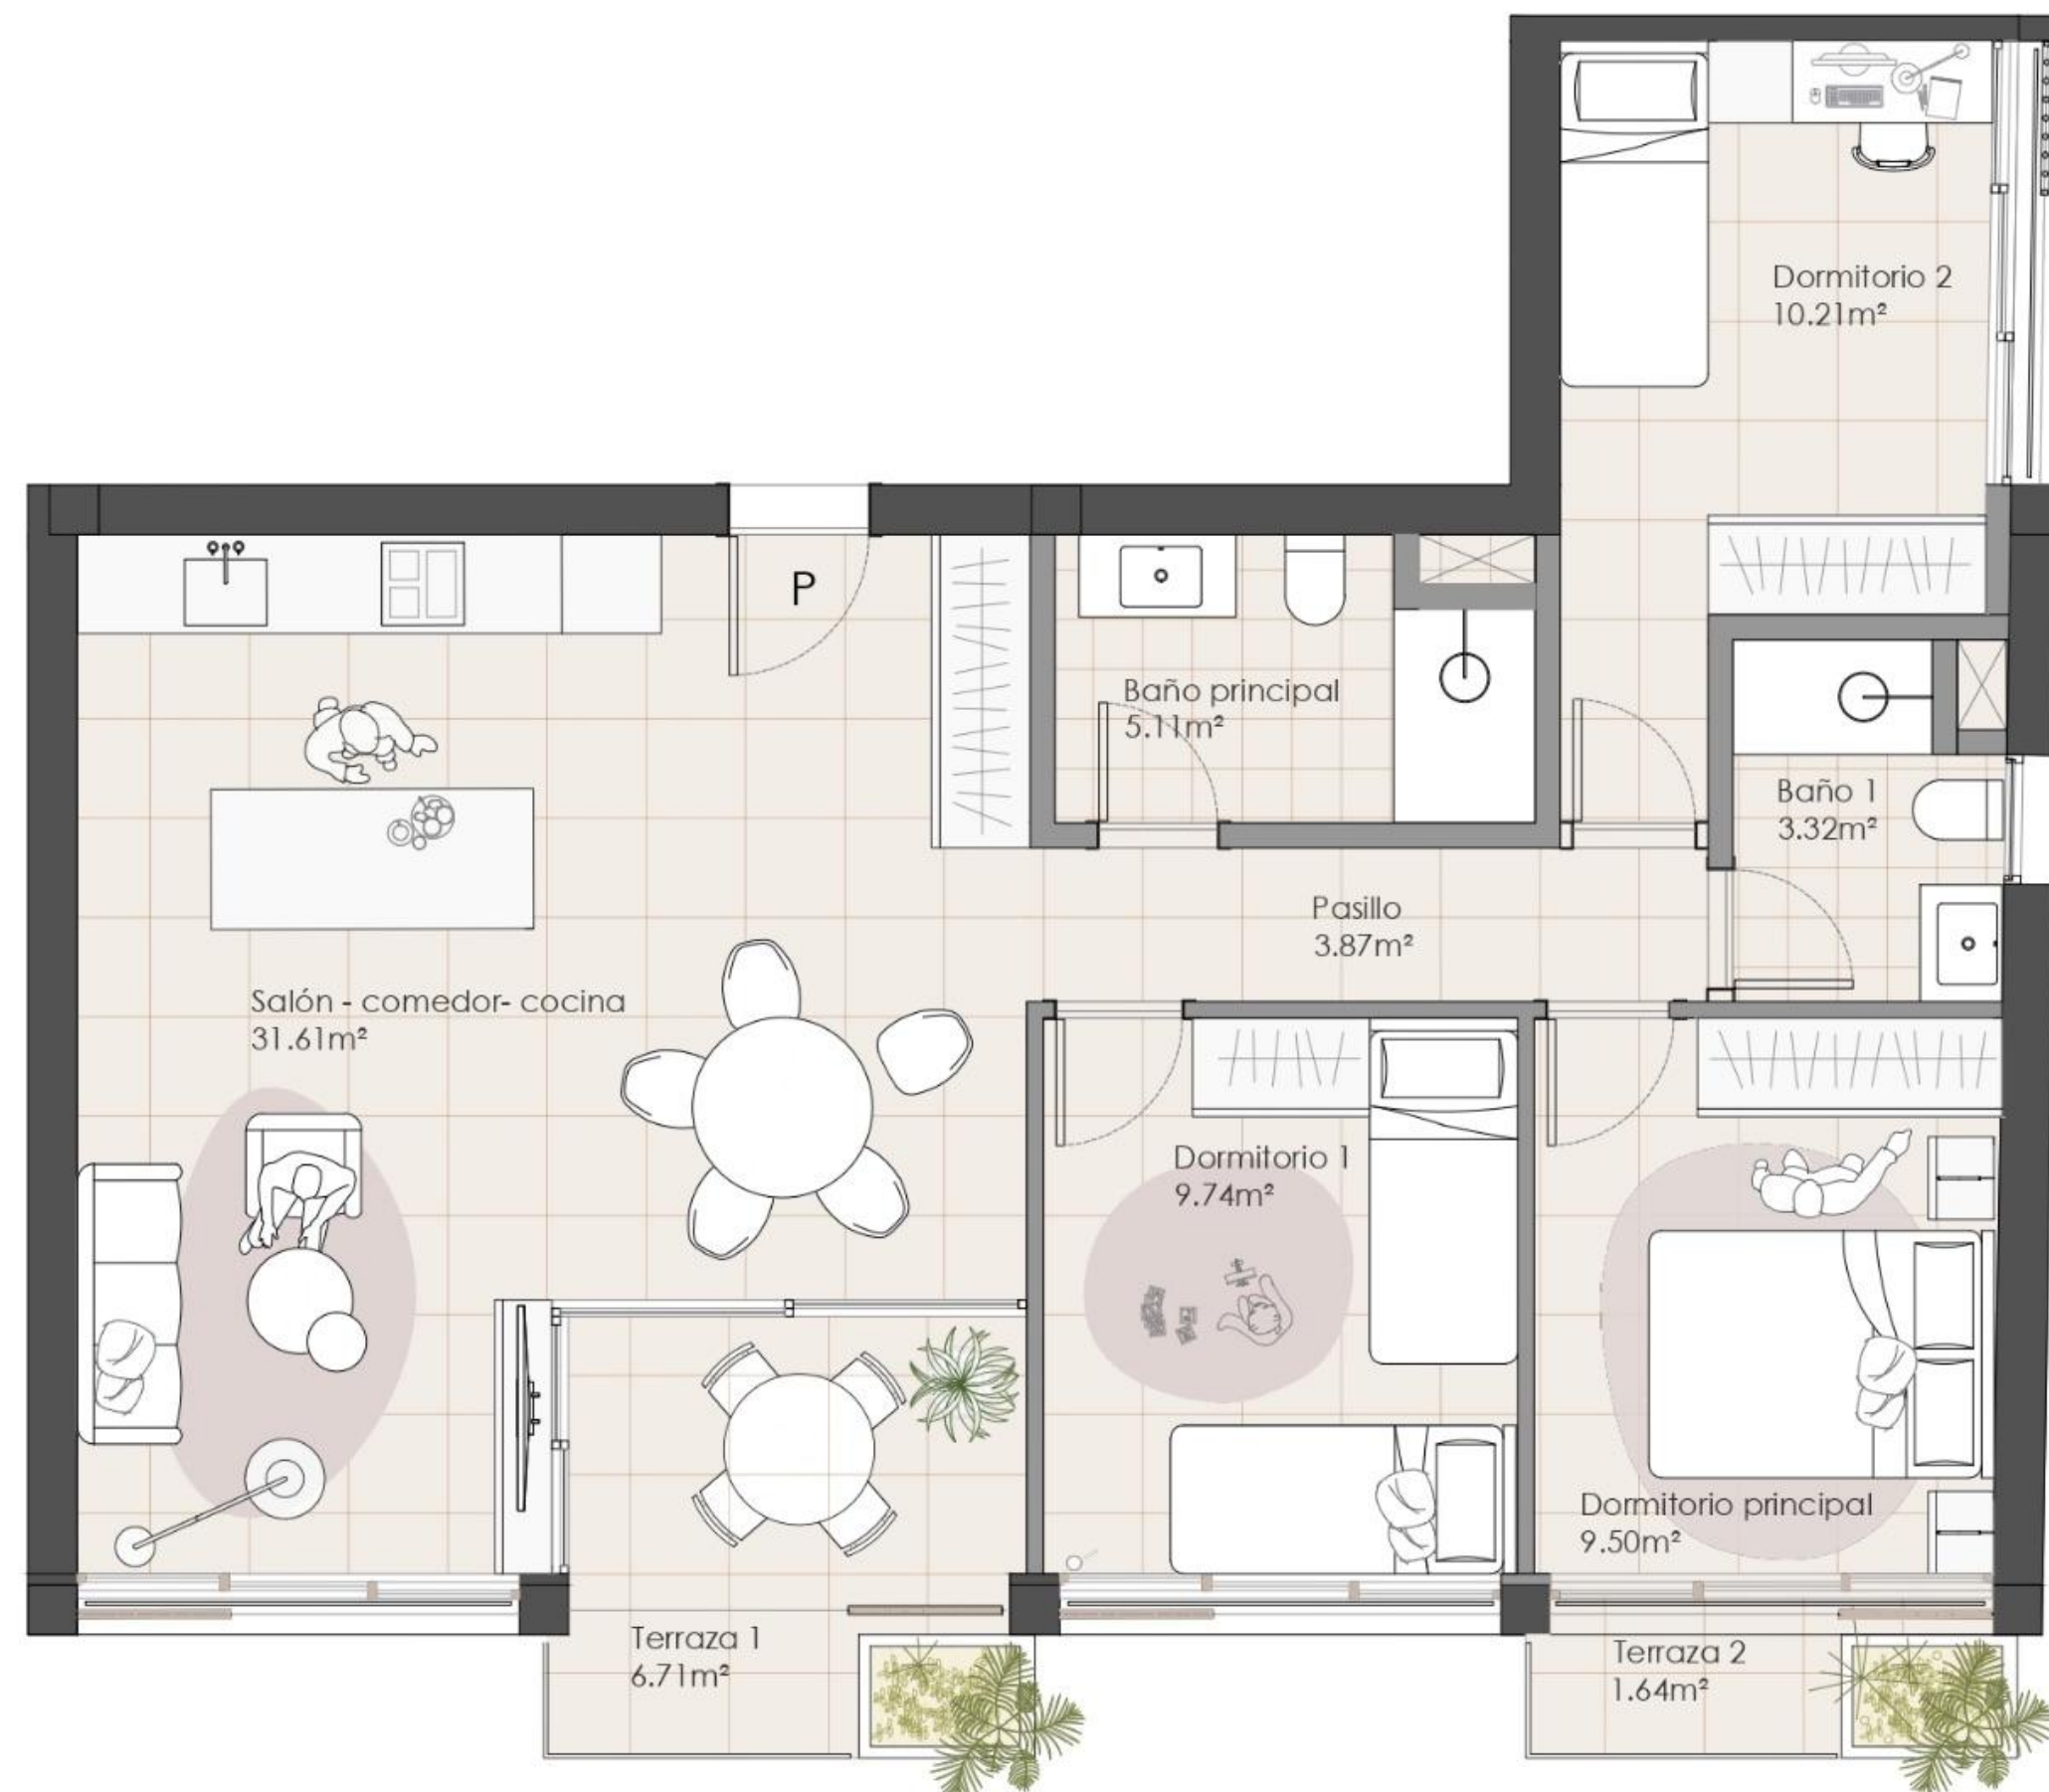 Dormitorio 2
10.21m²
P
Baño principal
5.11m²
Baño 1
3.32m²
Pasillo
3.87m²
Salón - comedor- cocina
31.61m²
Dormitorio 1
9.74m²
Dormitorio principal
9.50m²
Terraza 1
6.71m²
Terraza 2
1.64m²